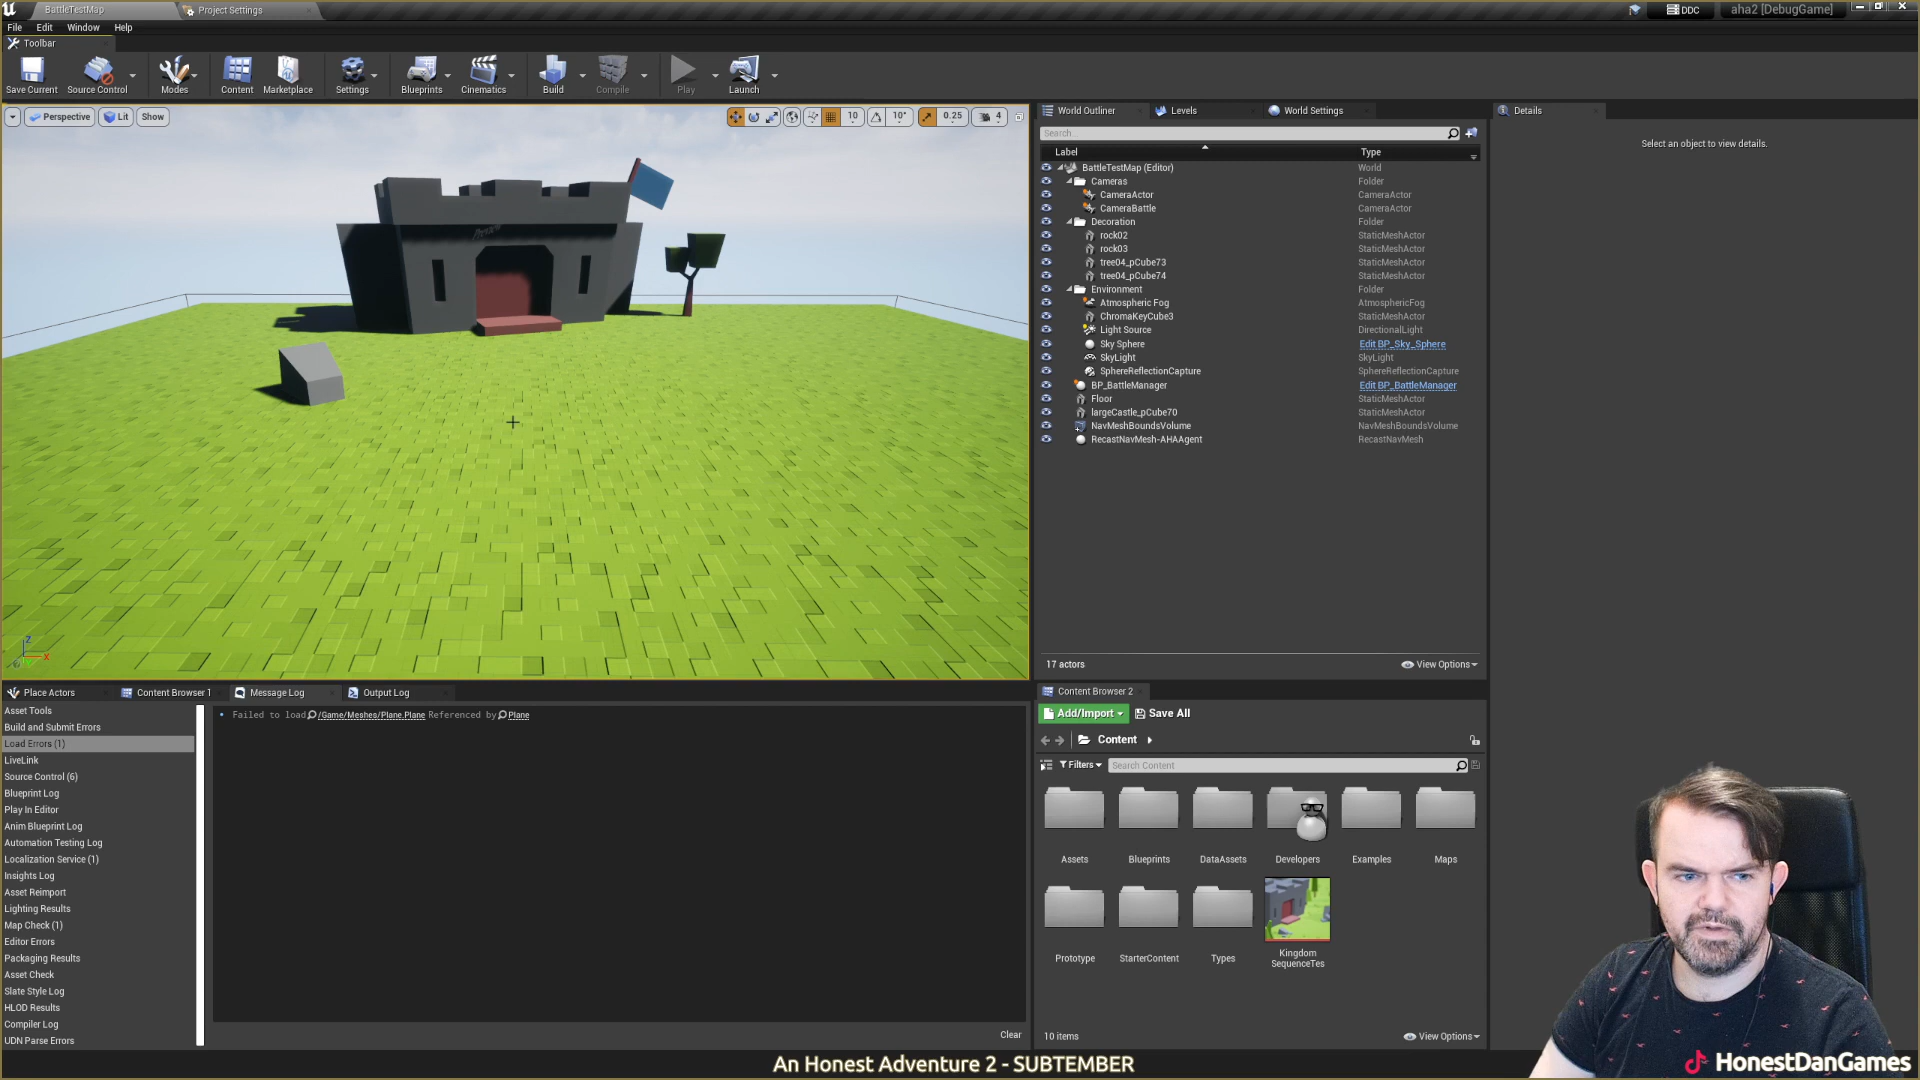 BattleTestMap
Project Settings
DDC
aha2 [DebugGame]
File Edit Window Help
Toolbar
Save Current
Source Control
Modes
Content
Marketplace
Settings
Blueprints
Cinematics
Build
Compile
Play
Launch
Perspective
Lit
Show
10
10°
0.25
4
World Outliner
Levels
World Settings
Details
Search...
Select an object to view details.
Label Type
BattleTestMap (Editor) World
Cameras Folder
CameraActor CameraActor
CameraBattle CameraActor
Decoration Folder
rock02 StaticMeshActor
rock03 StaticMeshActor
tree04_pCube73 StaticMeshActor
tree04_pCube74 StaticMeshActor
Environment Folder
Atmospheric Fog AtmosphericFog
ChromaKeyCube3 StaticMeshActor
Light Source DirectionalLight
Sky Sphere Edit BP_Sky_Sphere
SkyLight SkyLight
SphereReflectionCapture SphereReflectionCapture
BP_BattleManager Edit BP_BattleManager
Floor StaticMeshActor
largeCastle_pCube70 StaticMeshActor
NavMeshBoundsVolume NavMeshBoundsVolume
RecastNavMesh-AHAAgent RecastNavMesh
17 actors
View Options
Z
X
Place Actors
Content Browser 1
Message Log
Output Log
Asset Tools
Build and Submit Errors
Load Errors (1)
LiveLink
Source Control (6)
Blueprint Log
Play In Editor
Anim Blueprint Log
Automation Testing Log
Localization Service (1)
Insights Log
Asset Reimport
Lighting Results
Map Check (1)
Editor Errors
Packaging Results
Asset Check
Slate Style Log
HLOD Results
Compiler Log
UDN Parse Errors
Failed to load /Game/Meshes/Plane.Plane Referenced by Plane
Clear
Content Browser 2
Add/Import
Save All
Content
Filters
Search Content
Assets
Blueprints
DataAssets
Developers
Examples
Maps
Prototype
StarterContent
Types
Kingdom
SequenceTes
10 items
View Options
An Honest Adventure 2 - SUBTEMBER
HonestDanGames